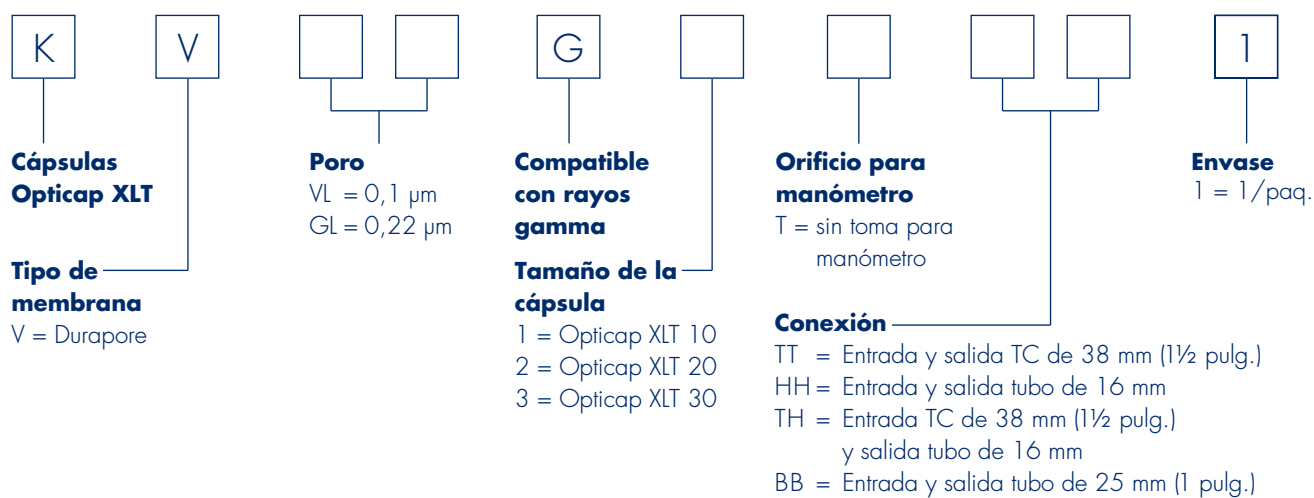 K V G 1
Cápsulas
Opticap XLT
Tipo de
membrana
V = Durapore
Poro
VL = 0,1 µm
GL = 0,22 µm
Compatible
con rayos
gamma
Tamaño de la
cápsula
1 = Opticap XLT 10
2 = Opticap XLT 20
3 = Opticap XLT 30
Orificio para
manómetro
T = sin toma para
manómetro
Conexión
TT = Entrada y salida TC de 38 mm (1½ pulg.)
HH = Entrada y salida tubo de 16 mm
TH = Entrada TC de 38 mm (1½ pulg.)
y salida tubo de 16 mm
BB = Entrada y salida tubo de 25 mm (1 pulg.)
Envase
1 = 1/paq.